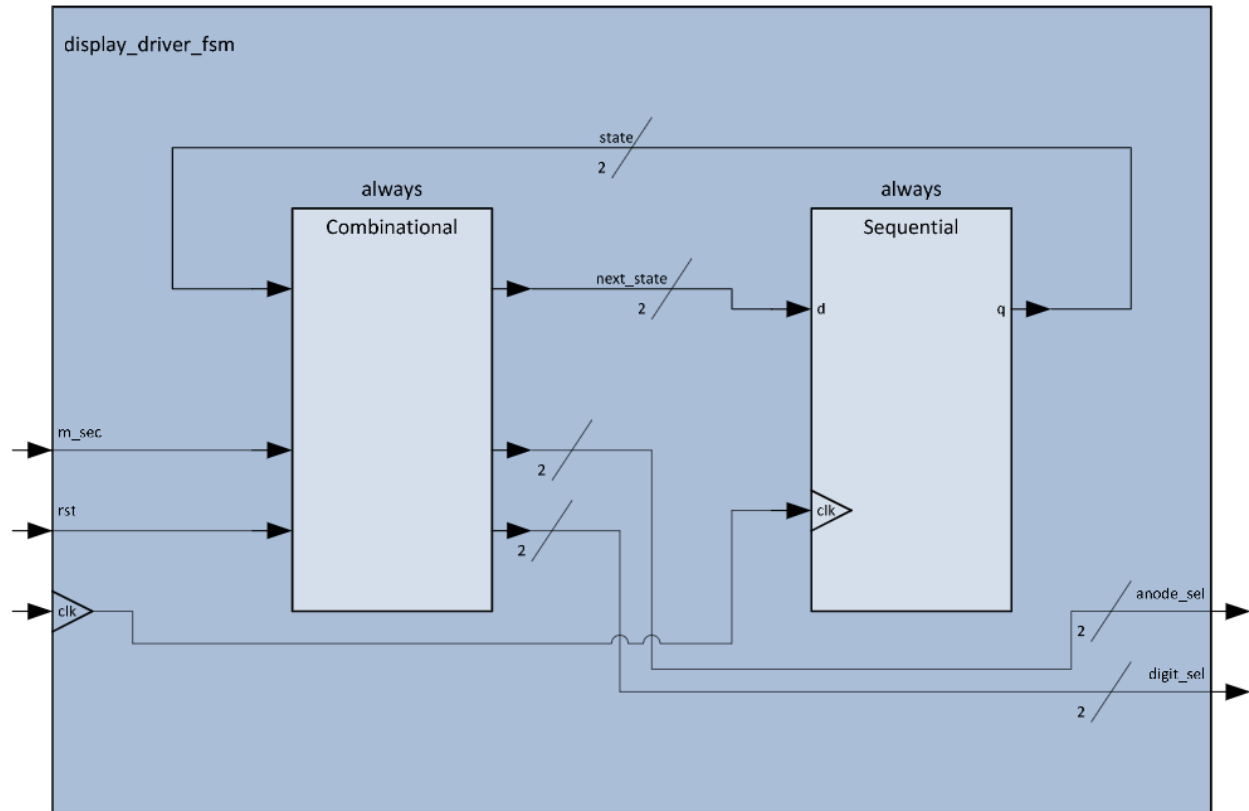 display_driver_fsm
state
2
always
always
Combinational
Sequential
next_state
2
d
q
m_sec
2
rst
2
clk
clk
anode_sel
2
digit_sel
2